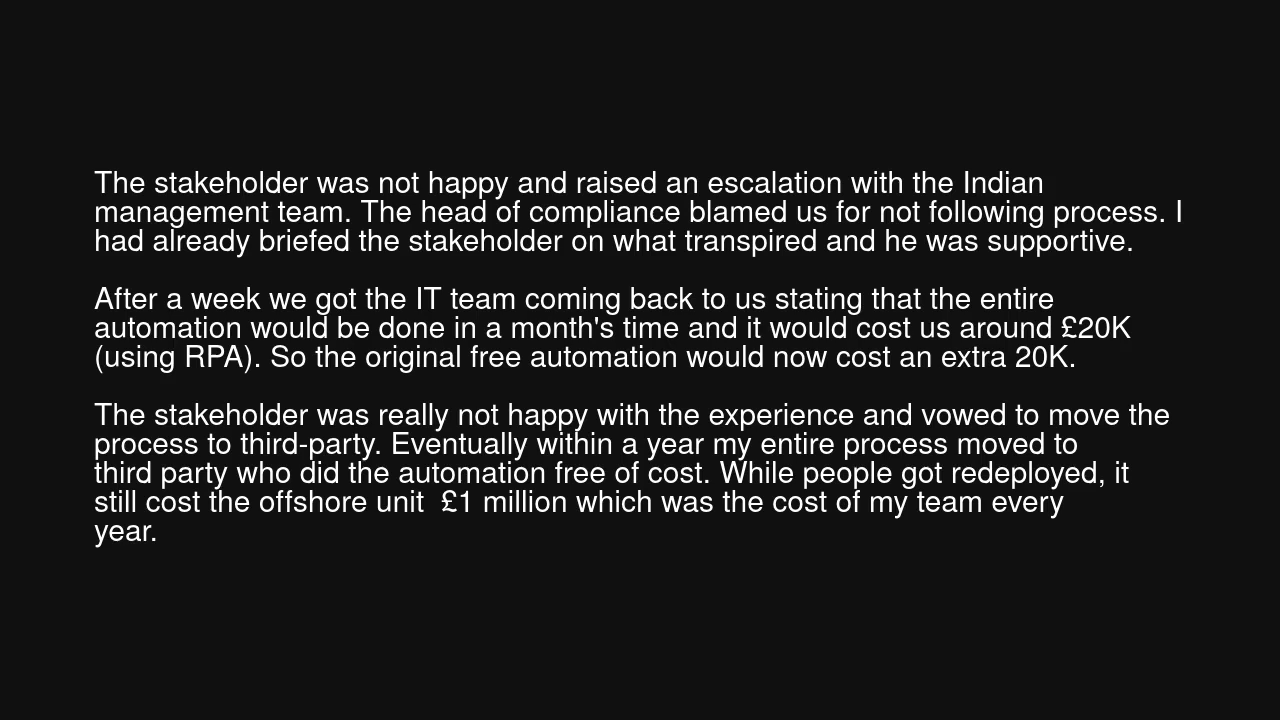 The stakeholder was not happy and raised an escalation with the Indian
management team. The head of compliance blamed us for not following process. I
had already briefed the stakeholder on what transpired and he was supportive.
After a week we got the IT team coming back to us stating that the entire
automation would be done in a month's time and it would cost us around £20K
(using RPA). So the original free automation would now cost an extra 20K.
The stakeholder was really not happy with the experience and vowed to move the
process to third-party. Eventually within a year my entire process moved to
third party who did the automation free of cost. While people got redeployed, it
still cost the offshore unit  £1 million which was the cost of my team every
year.